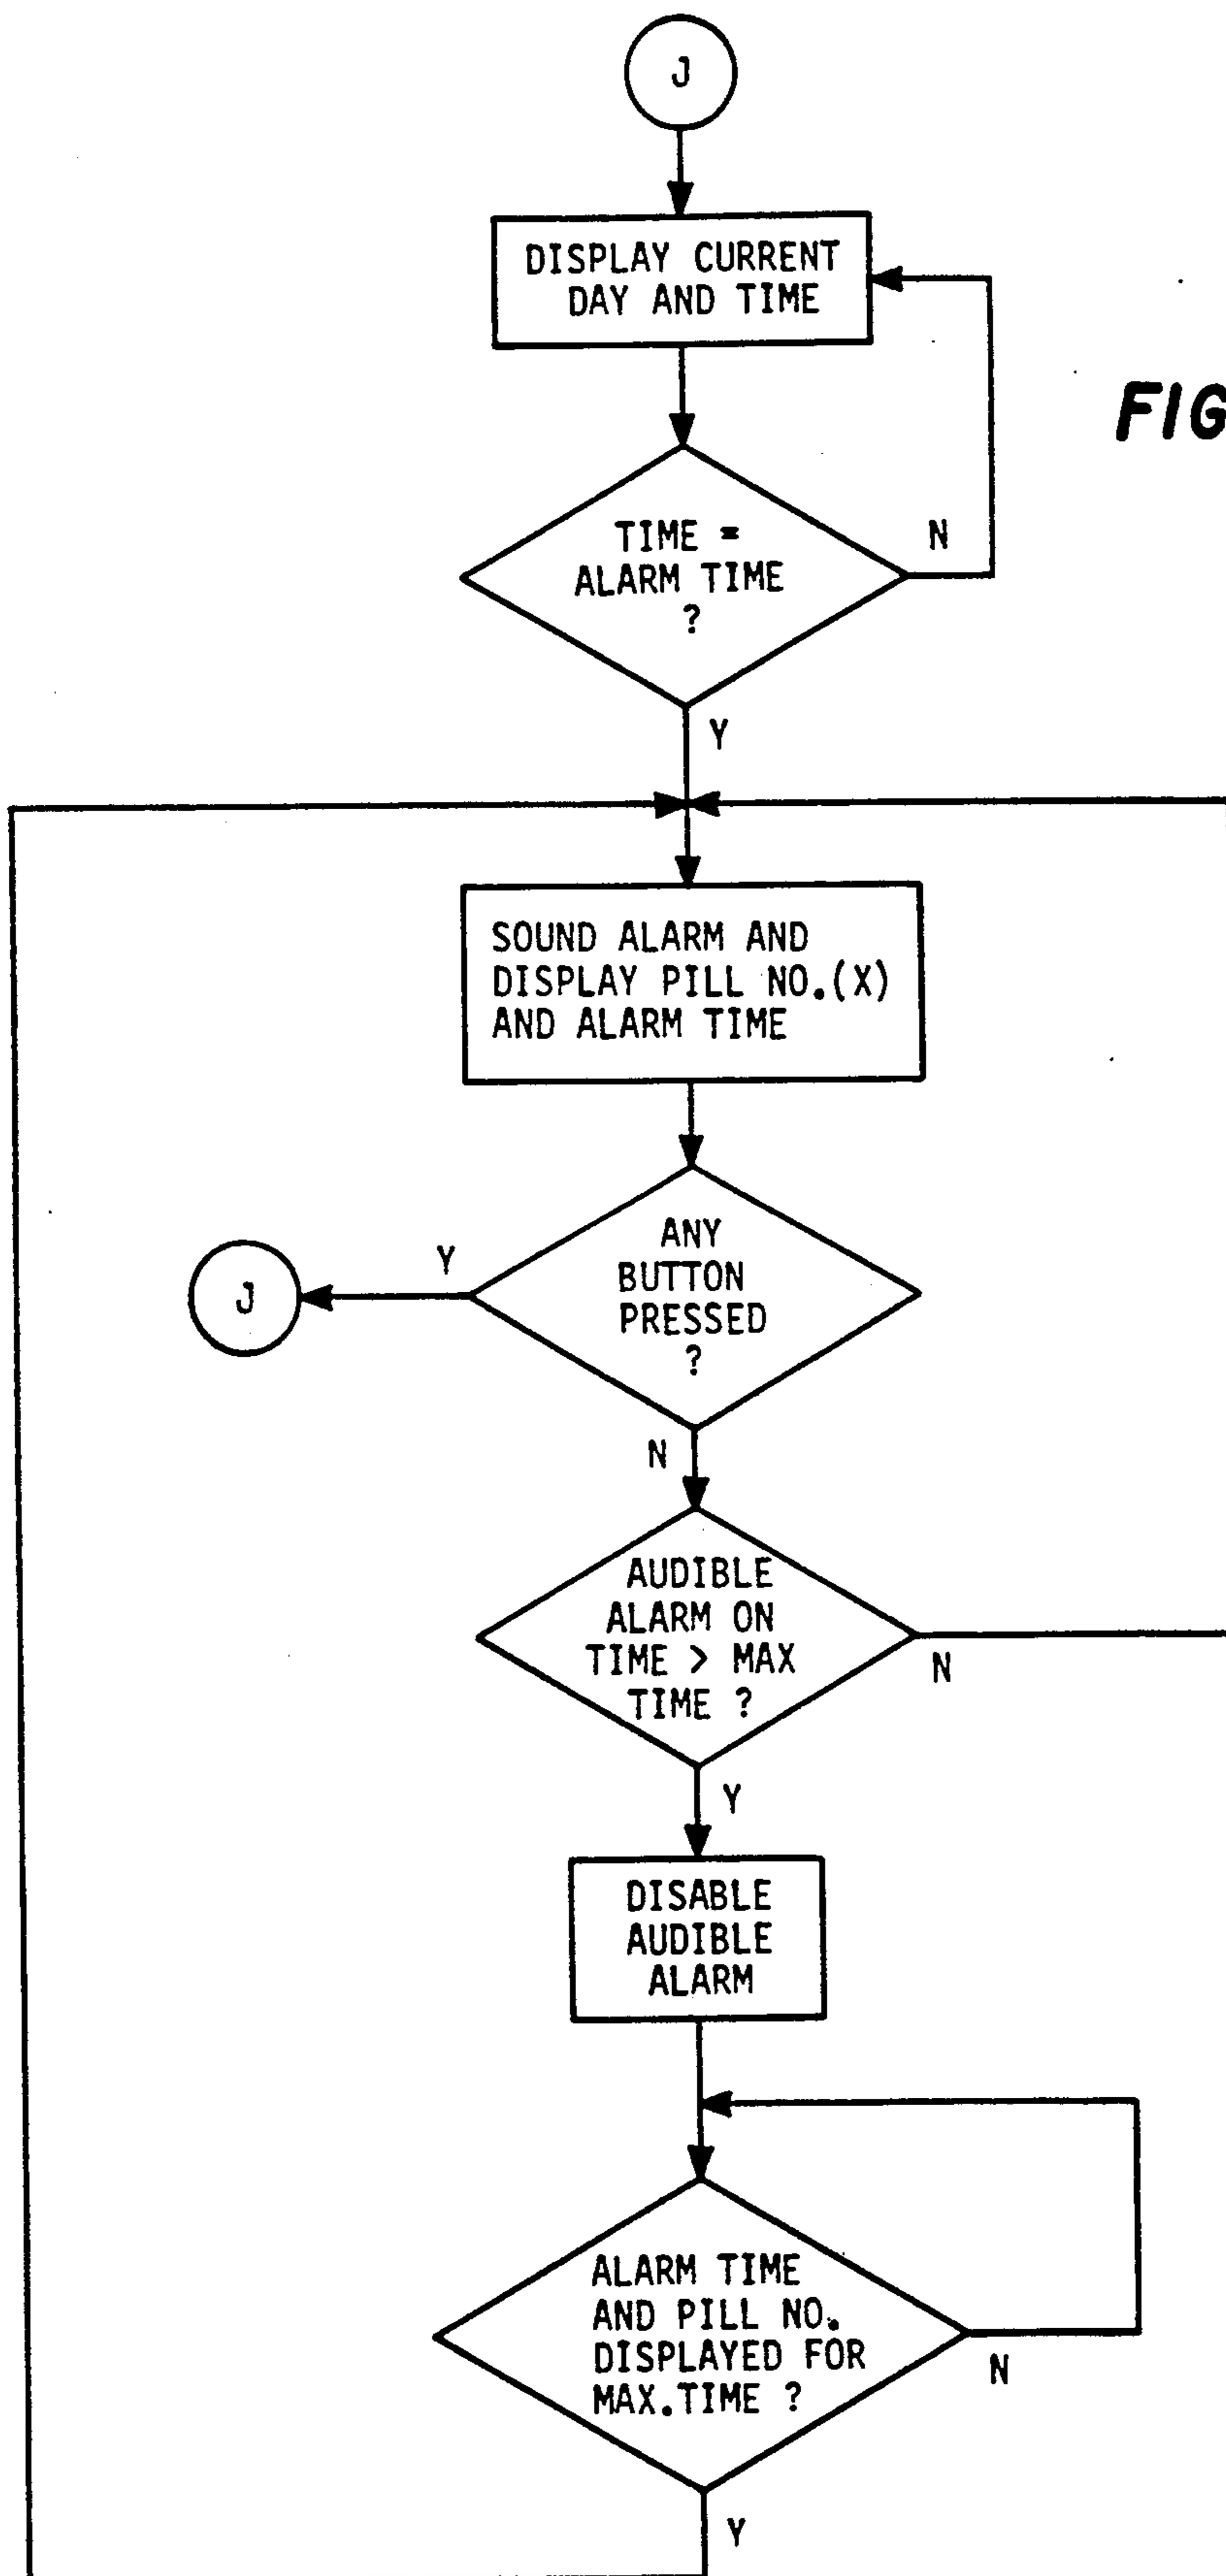 J
DISPLAY CURRENT
DAY AND TIME
FIG
TIME =
ALARM TIME
?
N
Y
SOUND ALARM AND
DISPLAY PILL NO.(X)
AND ALARM TIME
ANY
BUTTON
PRESSED
?
Y
J
N
AUDIBLE
ALARM ON
TIME > MAX
TIME ?
N
Y
DISABLE
AUDIBLE
ALARM
ALARM TIME
AND PILL NO.
DISPLAYED FOR
MAX.TIME ?
N
Y